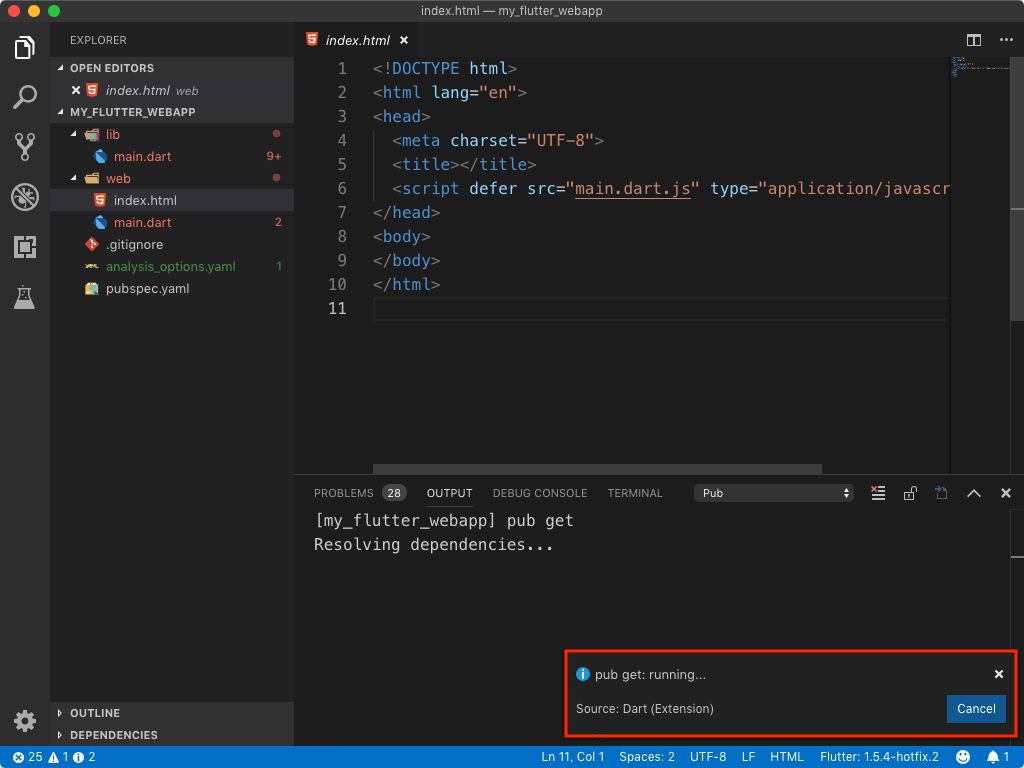 index.html — my_flutter_webapp
EXPLORER
OPEN EDITORS
index.html web
MY_FLUTTER_WEBAPP
lib
main.dart 9+
web
index.html
main.dart 2
.gitignore
analysis_options.yaml 1
pubspec.yaml
OUTLINE
DEPENDENCIES
index.html
1 <!DOCTYPE html>
2 <html lang="en">
3 <head>
4 <meta charset="UTF-8">
5 <title></title>
6 <script defer src="main.dart.js" type="application/javascr
7 </head>
8 <body>
9 </body>
10 </html>
11
PROBLEMS 28 OUTPUT DEBUG CONSOLE TERMINAL Pub
[my_flutter_webapp] pub get
Resolving dependencies...
pub get: running...
Source: Dart (Extension) Cancel
25 1 2 Ln 11, Col 1 Spaces: 2 UTF-8 LF HTML Flutter: 1.5.4-hotfix.2 1